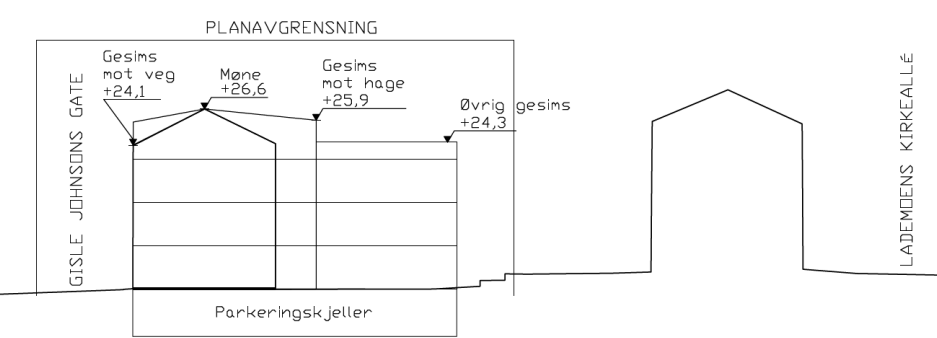 PLANAVGRENSNING
Gesims
mot veg
+24,1
Møne
+26,6
Gesims
mot hage
+25,9
Øvrig gesims
+24,3
GISLE JOHNSONS GATE
LADEMOENS KIRKEALLÉ
Parkeringskjeller